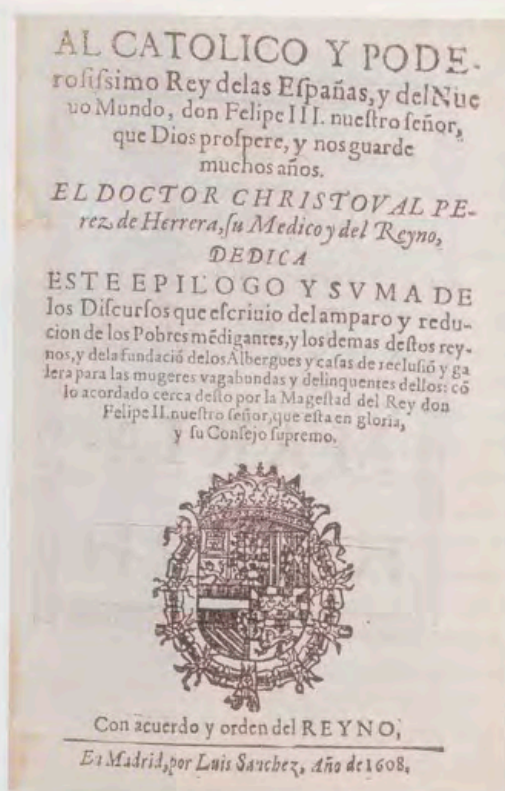 AL CATOLICO Y PODE-
rosissimo Rey delas Españas, y del Nue
uo Mundo, don Felipe III. nuestro señor,
que Dios prospere, y nos guarde
muchos años.
EL DOCTOR CHRISTOVAL PE-
rez de Herrera, su Medico y del Reyno,
DEDICA
ESTE EPILOGO Y SVMA DE
los Discursos que escriuio del amparo y redu-
cion de los Pobres mēdigantes, y los demas destos rey-
nos, y dela fundació delos Albergues y casas de reclusió y ga
lera para las mugeres vagabundas y delinquentes dellos: có
lo acordado cerca desto por la Magestad del Rey don
Felipe II. nuestro señor, que esta en gloria,
y su Consejo supremo.
Con acuerdo y orden del REYNO,
En Madrid, por Luis Sanchez, Año de 1608.